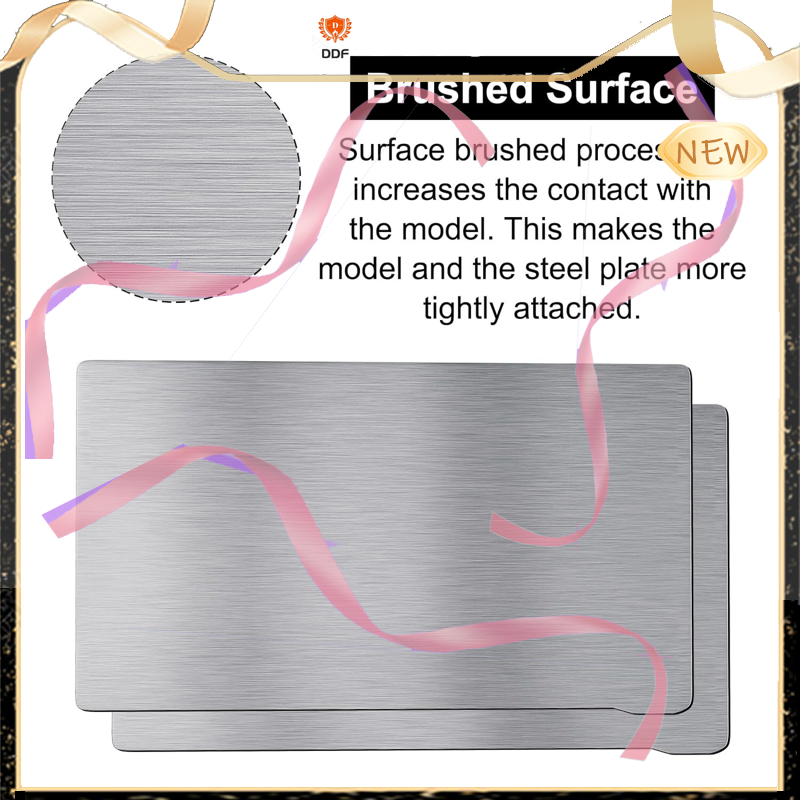 DDF
Brushed Surface
Surface brushed proces
NEW
increases the contact with
the model. This makes the
model and the steel plate more
tightly attached.